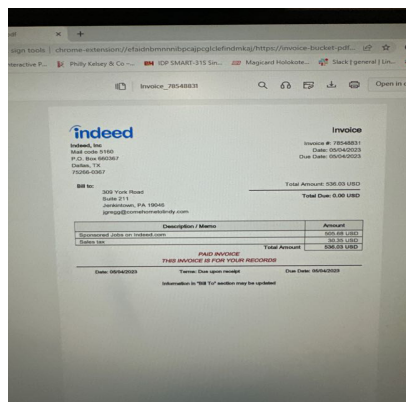 sign tools
chrome-extension://efaidnbmnnnibpcajpcglclefindmkaj/https://invoice-bucket-pdf...
Interactive P... Philly Kelsey & Co –... IDP SMART-31S Sin... Magicard Holokote... Slack | general | Lin...
Invoice_78548831
Open in
indeed
Invoice
Indeed, Inc
Mail code 5160
P.O. Box 660367
Dallas, TX
75266-0367
Invoice #: 78548831
Date: 05/04/2023
Due Date: 05/04/2023
Bill to:
309 York Road
Suite 211
Jenkintown, PA 19046
jgregg@comehometolindy.com
Total Amount: 536.03 USD
Total Due: 0.00 USD
Description / Memo Amount
Sponsored Jobs on Indeed.com 505.68 USD
Sales tax 30.35 USD
Total Amount 536.03 USD
PAID INVOICE
THIS INVOICE IS FOR YOUR RECORDS
Date: 05/04/2023 Terms: Due upon receipt Due Date: 05/04/2023
Information in "Bill To" section may be updated